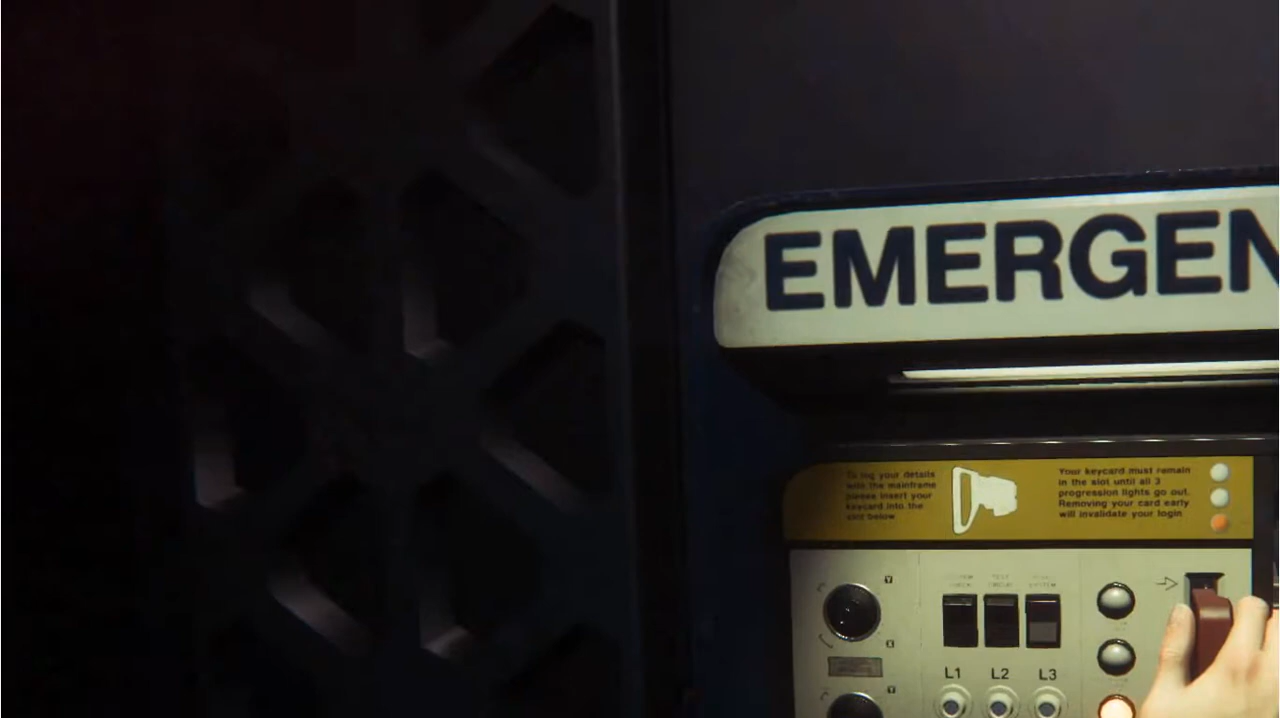 EMERGEN
To log your details
with the mainframe
please insert your
keycard into the
slot below
Your keycard must remain
in the slot until all 3
progression lights go out.
Removing your card early
will invalidate your login
V
X
V
L1 L2 L3